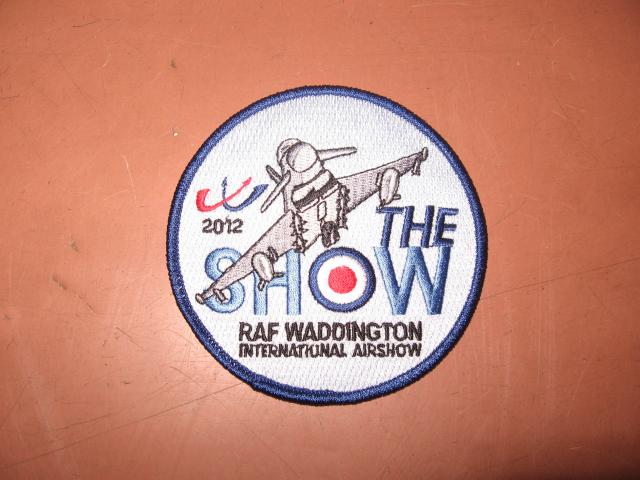 2012
THE
SHOW
RAF WADDINGTON
INTERNATIONAL AIRSHOW